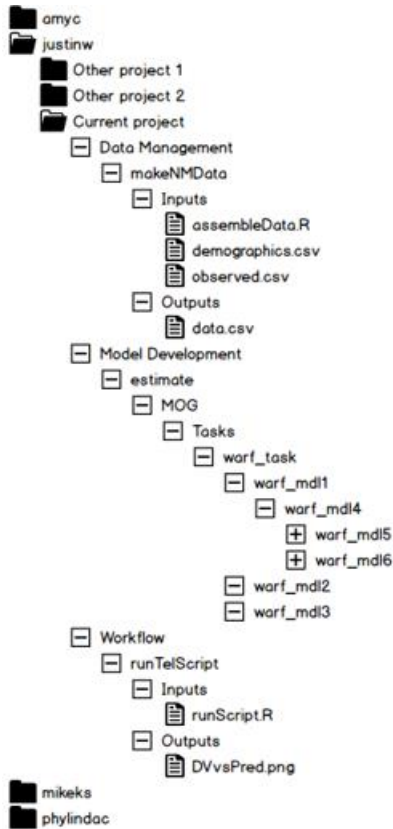 amyc
justinw
Other project 1
Other project 2
Current project
Data Management
makeNMData
Inputs
assembleData.R
demographics.csv
observed.csv
Outputs
data.csv
Model Development
estimate
MOG
Tasks
warf_task
warf_mdl1
warf_mdl4
warf_mdl5
warf_mdl6
warf_mdl2
warf_mdl3
Workflow
runTelScript
Inputs
runScript.R
Outputs
DVvsPred.png
mikeks
phylindac